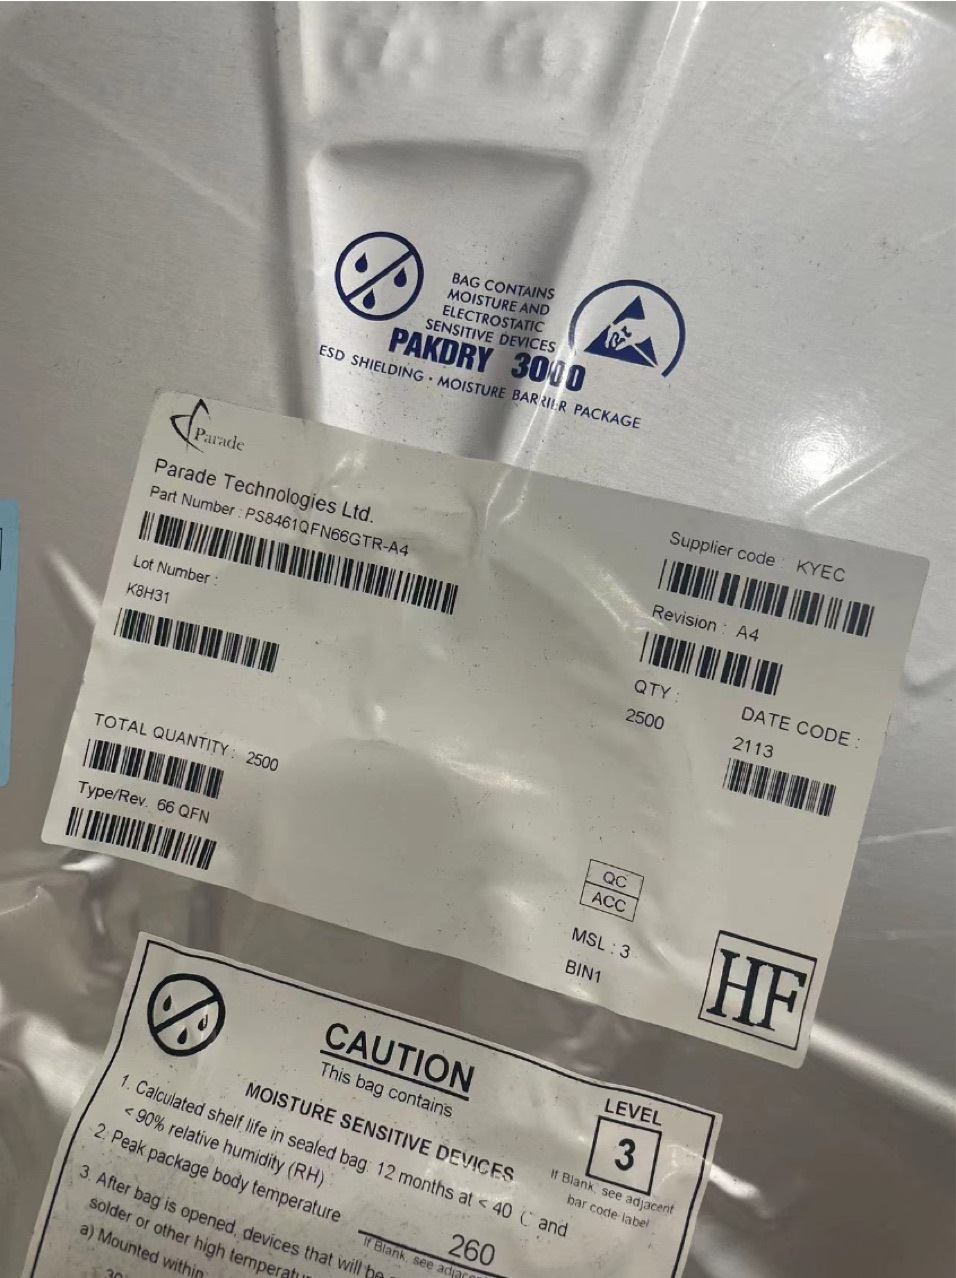 BAG CONTAINS
MOISTURE AND
ELECTROSTATIC
SENSITIVE DEVICES
PAKDRY 3000
ESD SHIELDING · MOISTURE BARRIER PACKAGE
Parade
Parade Technologies Ltd.
Part Number : PS8461QFN66GTR-A4
Lot Number :
K8H31
TOTAL QUANTITY : 2500
Type/Rev. 66 QFN
Supplier code : KYEC
Revision : A4
QTY :
2500
DATE CODE :
2113
QC
ACC
MSL : 3
BIN1
HF
CAUTION
This bag contains
MOISTURE SENSITIVE DEVICES
LEVEL
3
If Blank, see adjacent
bar code label
1. Calculated shelf life in sealed bag: 12 months at < 40 ℃ and
< 90% relative humidity (RH)
2. Peak package body temperature 260
If Blank, see
3. After bag is opened, devices that will be
solder or other high
a) Mounted within